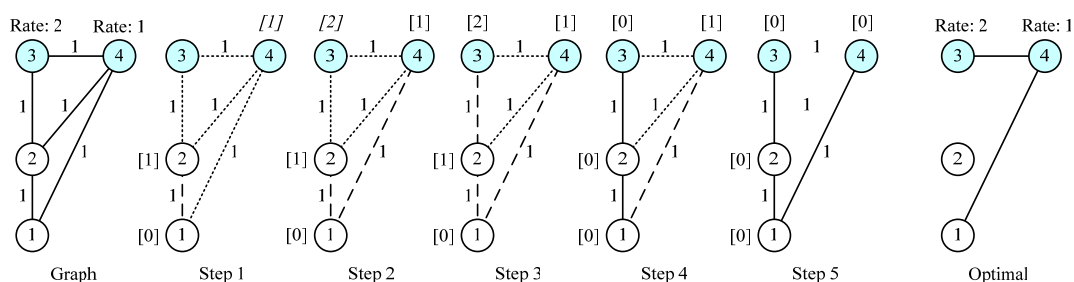 Rate: 2 Rate: 1 [1] [2] [1] [2] [1] [0] [1] [0] [0] Rate: 2 Rate: 1
3 1 4 3 1 4 3 1 4 3 1 4 3 1 4 3 1 4 3 4
1 1 1 1 1 1 1 1 1 1 1 1
1 1 1 1 1 1
2 [1] 2 [1] 2 [1] 2 [0] 2 [0] 2 2
1 1 1 1 1 1
1 [0] 1 [0] 1 [0] 1 [0] 1 [0] 1 1
Graph Step 1 Step 2 Step 3 Step 4 Step 5 Optimal